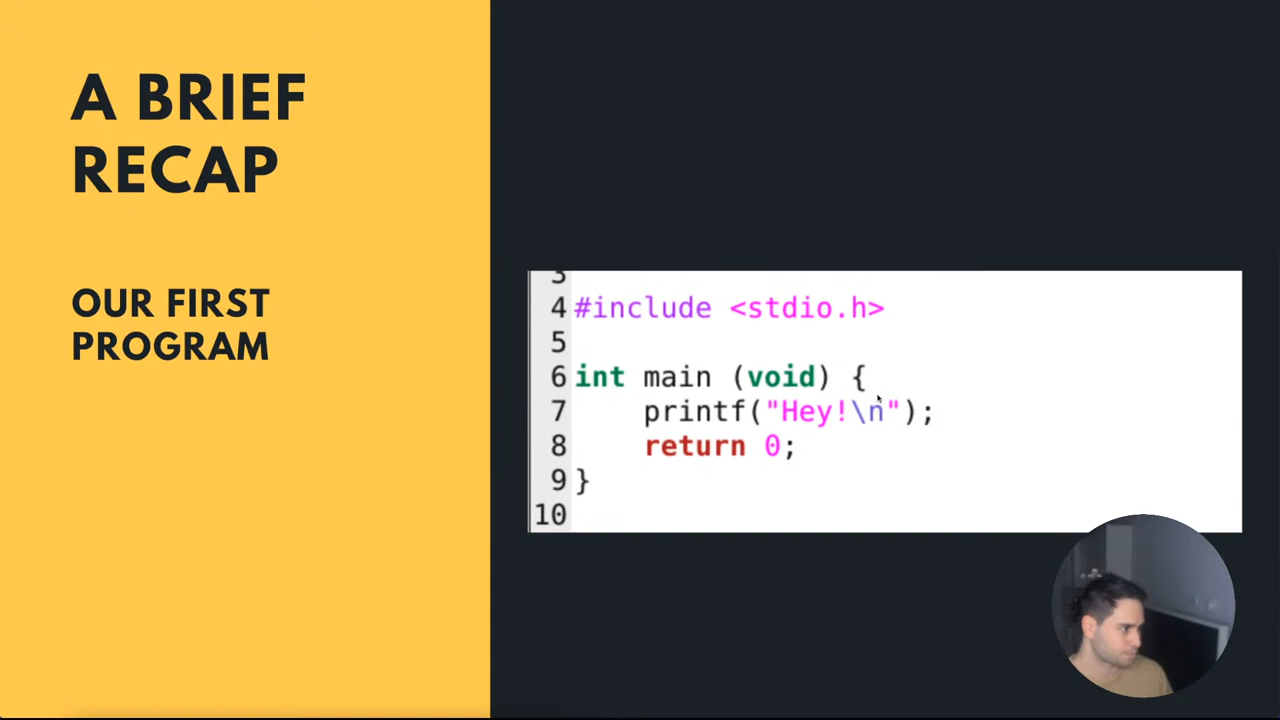 A BRIEF
RECAP
OUR FIRST
PROGRAM
3
4 #include <stdio.h>
5
6 int main (void) {
7     printf("Hey!\n");
8     return 0;
9 }
10